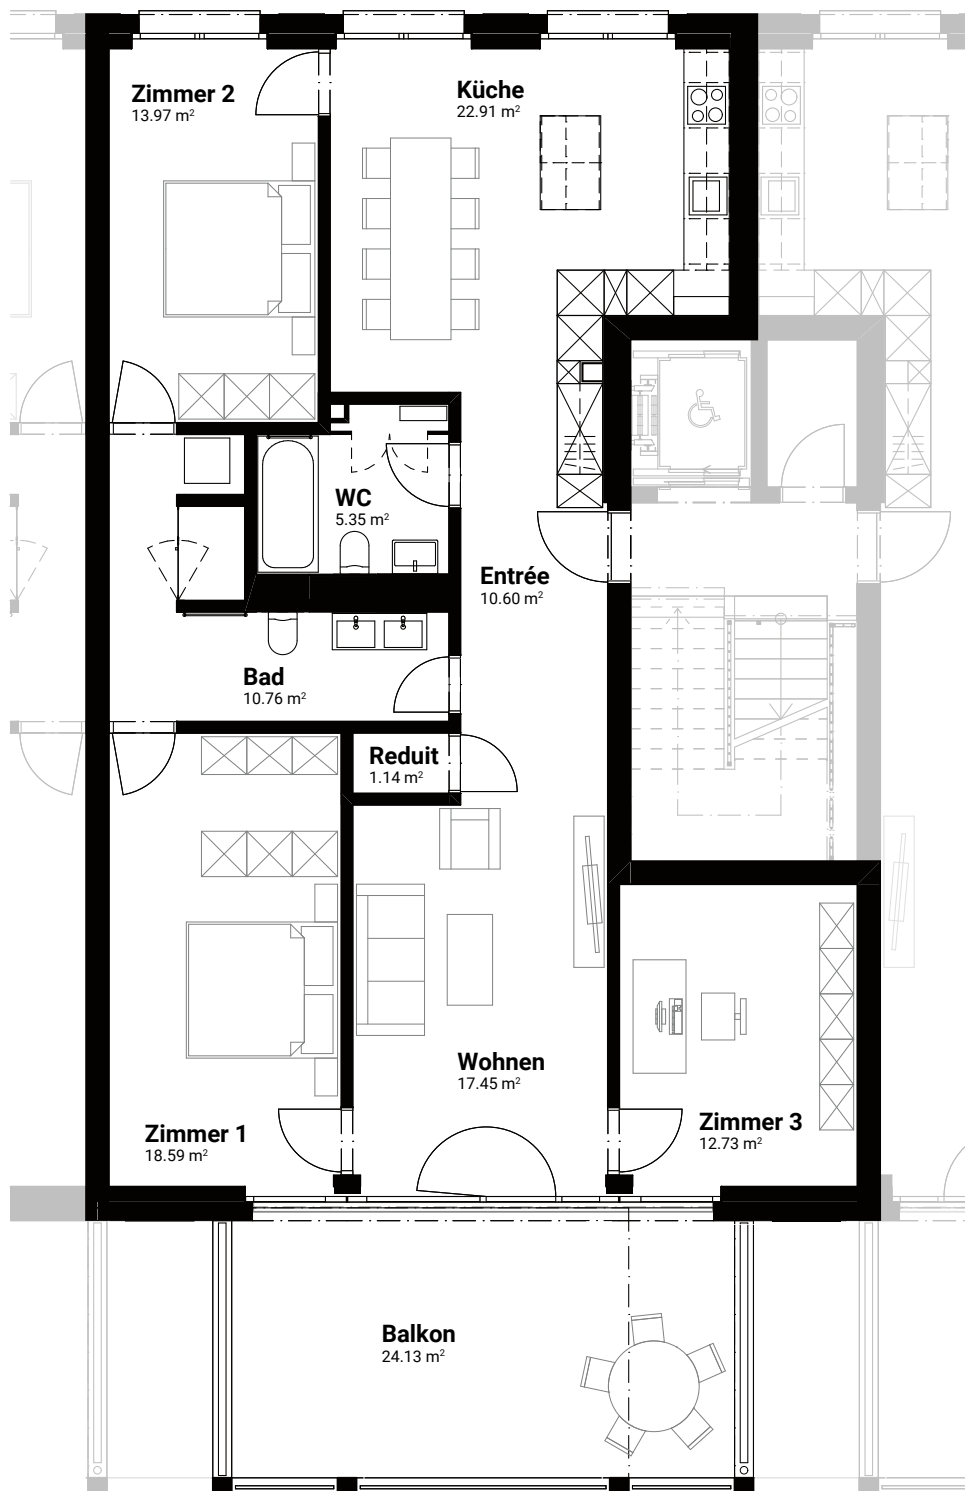 Zimmer 2
13.97 m²
Küche
22.91 m²
WC
5.35 m²
Entrée
10.60 m²
Bad
10.76 m²
Reduit
1.14 m²
Wohnen
17.45 m²
Zimmer 1
18.59 m²
Zimmer 3
12.73 m²
Balkon
24.13 m²